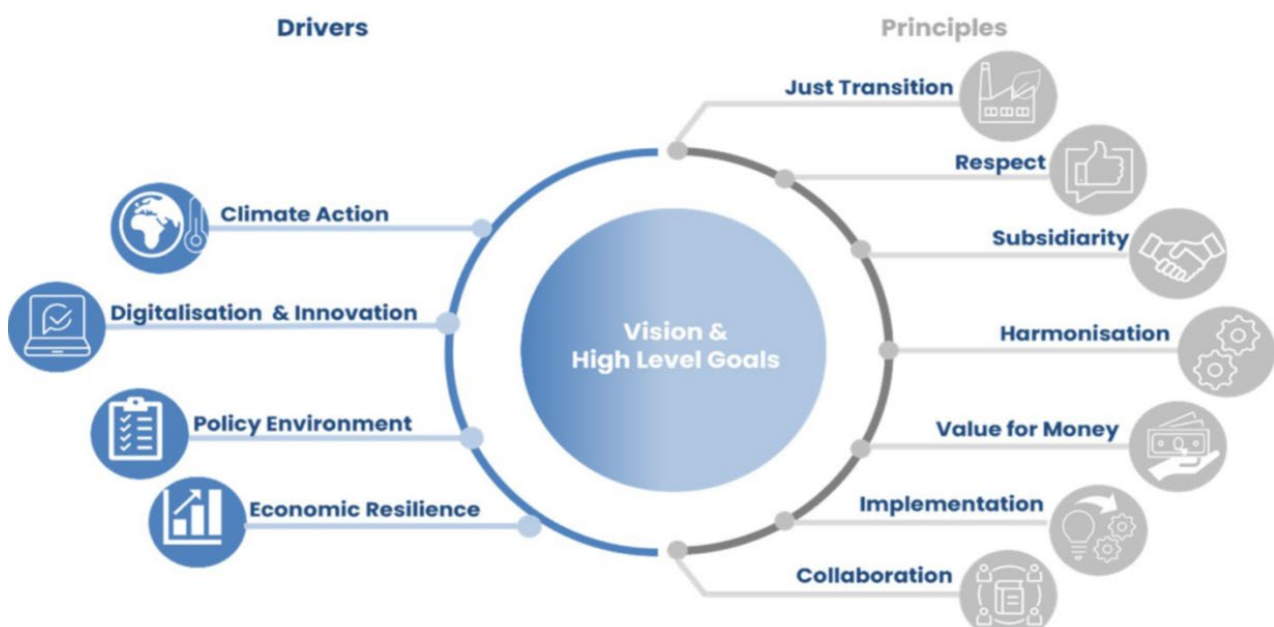 Drivers
Climate Action
Digitalisation & Innovation
Policy Environment
Economic Resilience
Vision &
High Level Goals
Principles
Just Transition
Respect
Subsidiarity
Harmonisation
Value for Money
Implementation
Collaboration